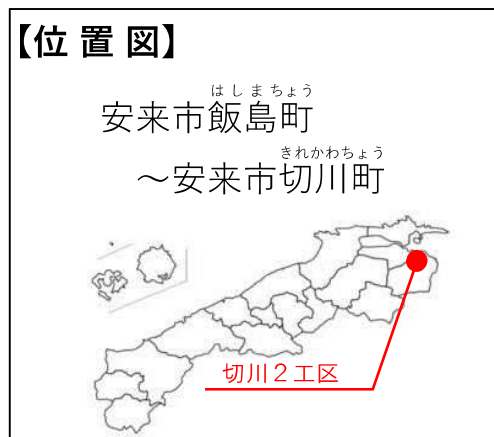 【位置図】
はしまちょう
安来市飯島町
きれかわちょう
～安来市切川町
切川２工区